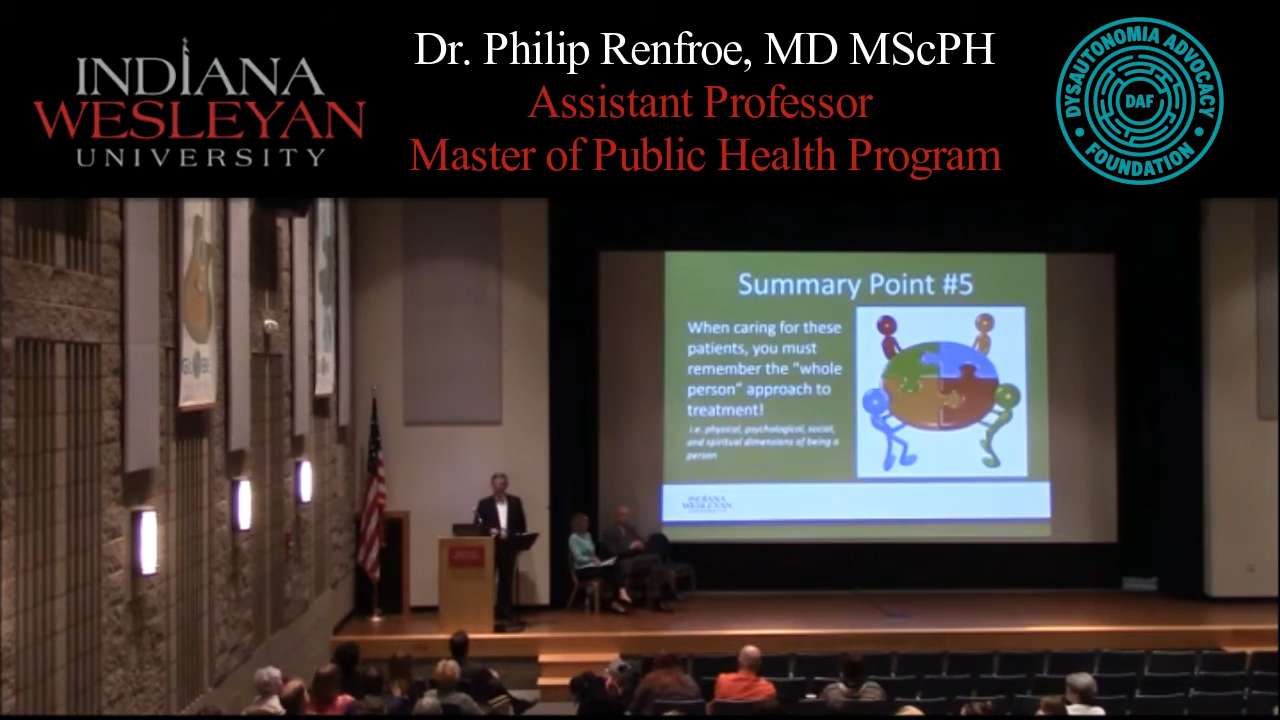 INDIANA
WESLEYAN
UNIVERSITY
Dr. Philip Renfroe, MD MScPH
Assistant Professor
Master of Public Health Program
DYSAUTONOMIA ADVOCACY
DAF
FOUNDATION
Summary Point #5
When caring for these
patients, you must
remember the "whole
person" approach to
treatment!
i.e. physical, psychological, social,
and spiritual dimensions of being a
person
INDIANA
WESLEYAN